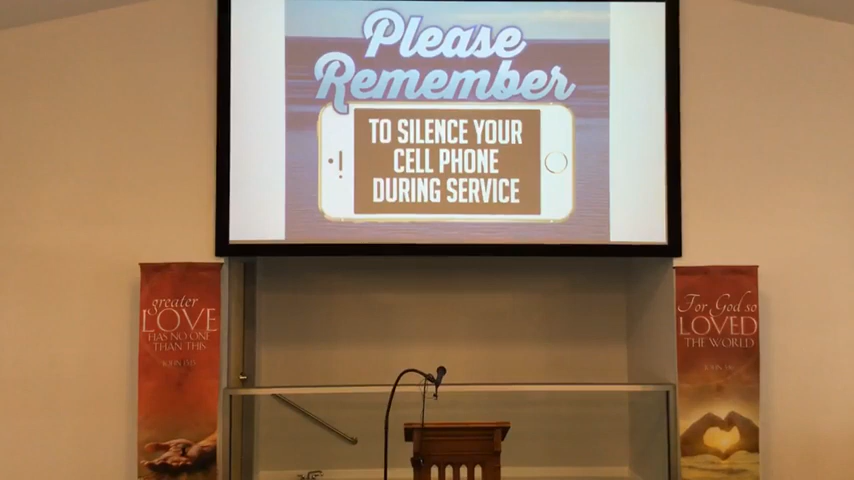 Please
Remember
TO SILENCE YOUR
CELL PHONE
DURING SERVICE
greater
LOVE
HAS NO ONE
THAN THIS
For God so
LOVED
THE WORLD